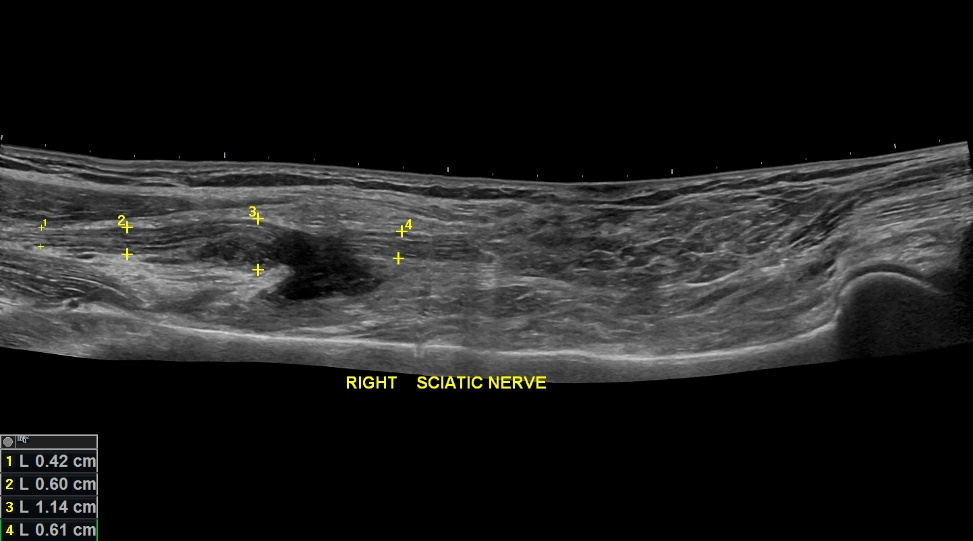 1
2
3
4
RIGHT SCIATIC NERVE
1 L 0.42 cm
2 L 0.60 cm
3 L 1.14 cm
4 L 0.61 cm